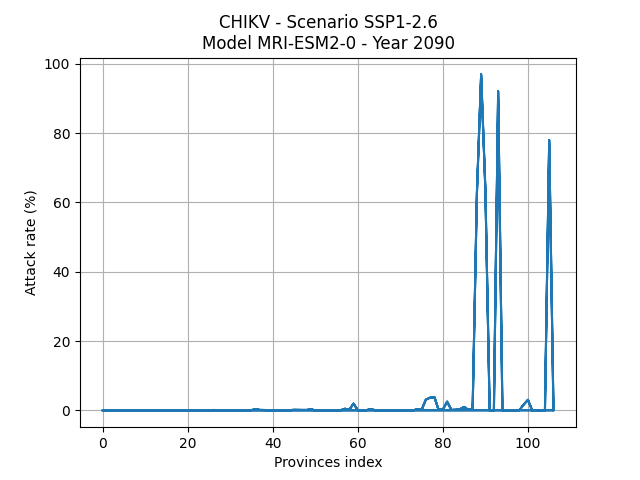 CHIKV - Scenario SSP1-2.6
Model MRI-ESM2-0 - Year 2090
100
80
60
40
20
0
Attack rate (%)
0 20 40 60 80 100
Provinces index